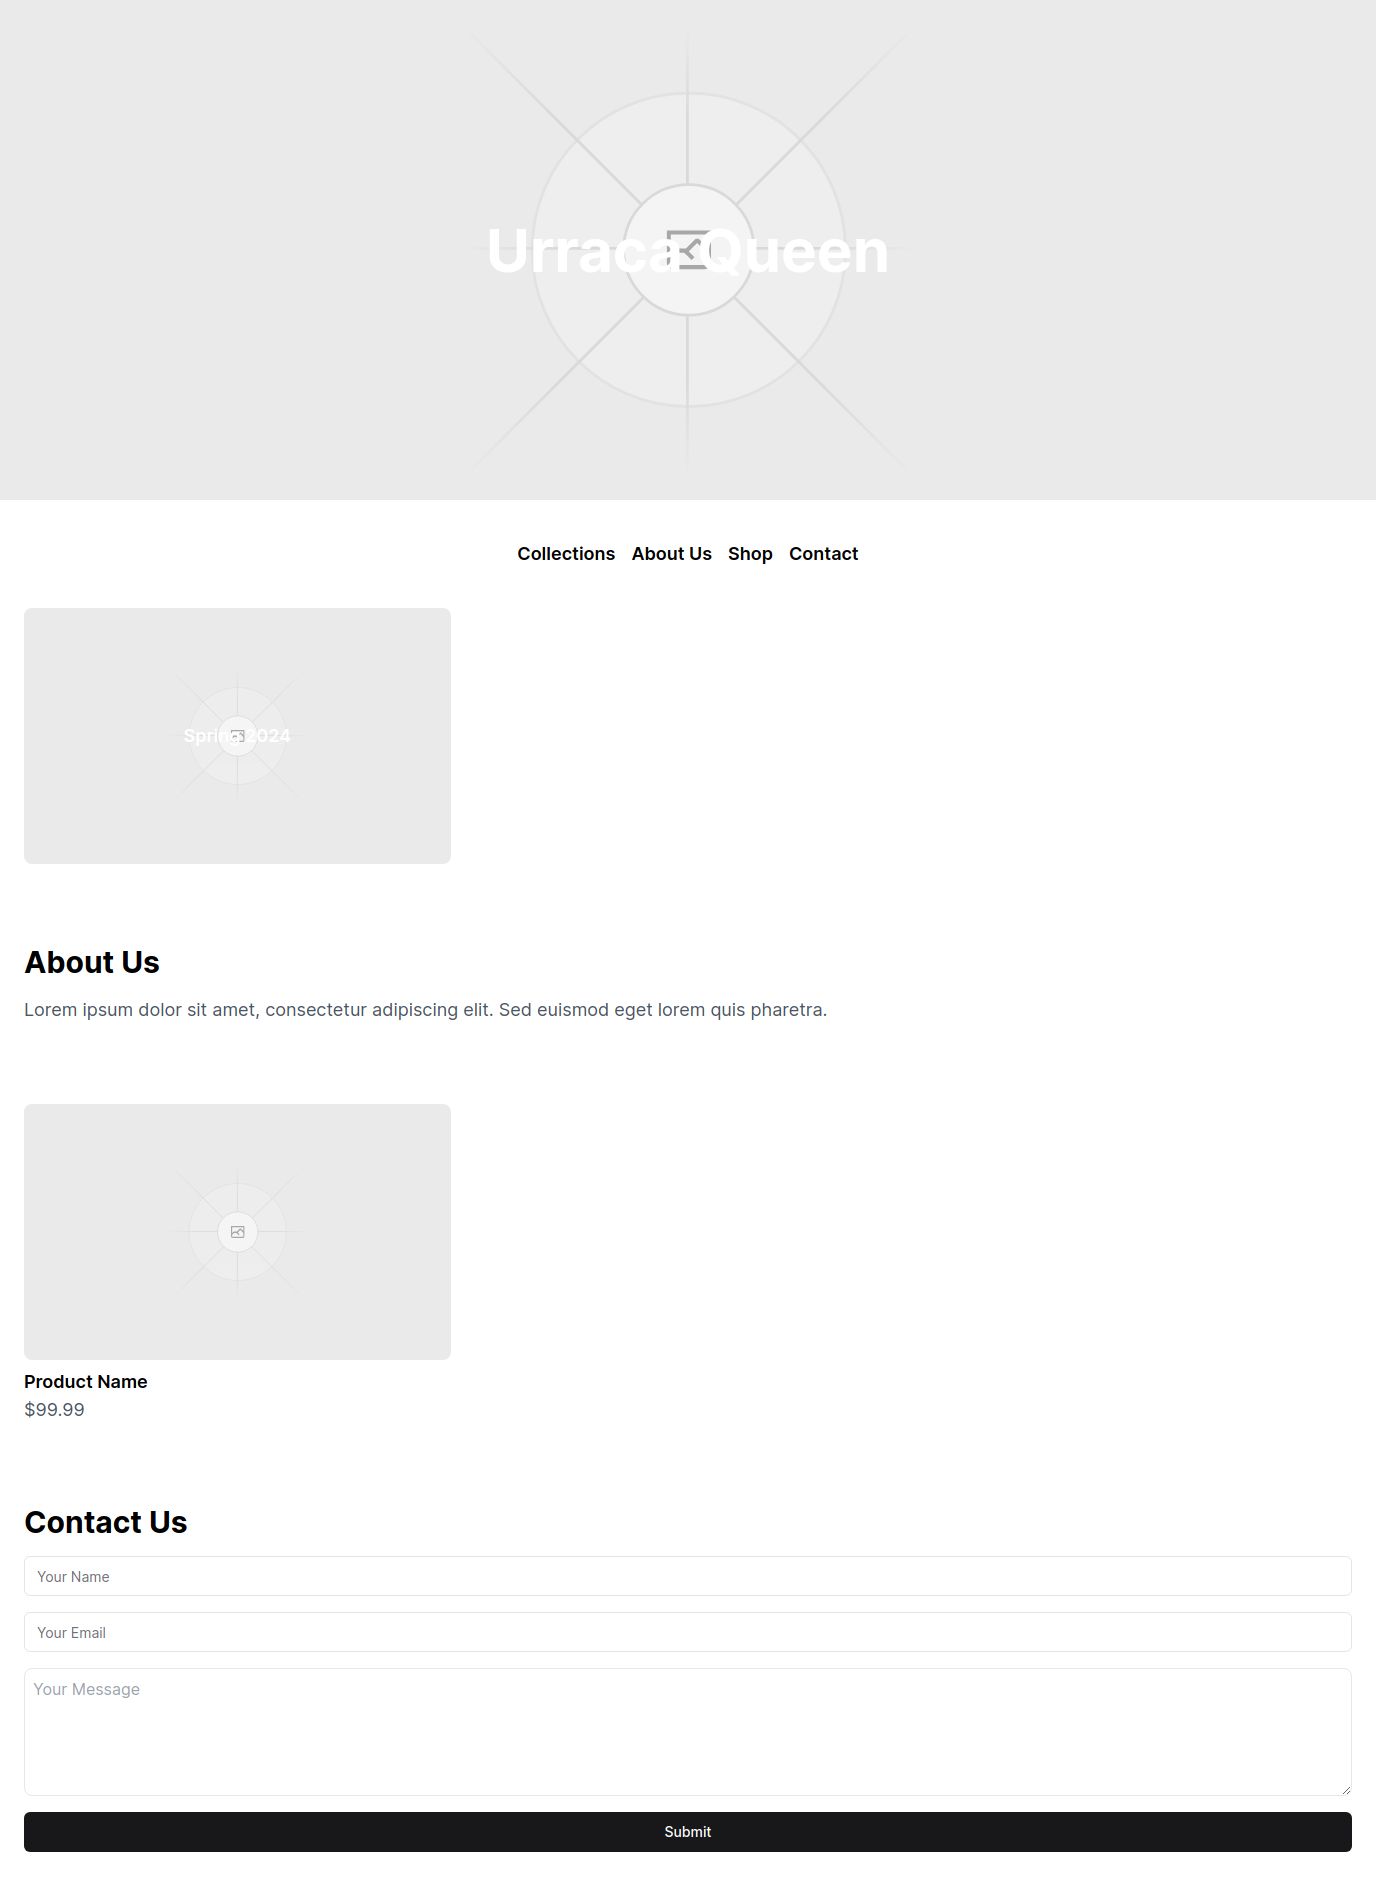 Urraca Queen
Collections About Us Shop Contact
Spring 2024
About Us
Lorem ipsum dolor sit amet, consectetur adipiscing elit. Sed euismod eget lorem quis pharetra.
Product Name
$99.99
Contact Us
Your Name
Your Email
Your Message
Submit